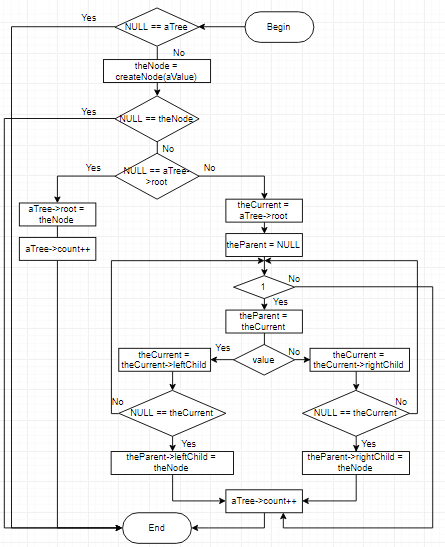 Yes
NULL == aTree
Begin
No
theNode =
createNode(aValue)
Yes
NULL == theNode
No
Yes
NULL == aTree-
>root
No
aTree->root =
theNode
theCurrent =
aTree->root
aTree->count++
theParent = NULL
1
No
Yes
theParent =
theCurrent
Yes
value
No
theCurrent =
theCurrent->leftChild
theCurrent =
theCurrent->rightChild
No
NULL == theCurrent
NULL == theCurrent
No
Yes
Yes
theParent->leftChild =
theNode
theParent->rightChild =
theNode
aTree->count++
End